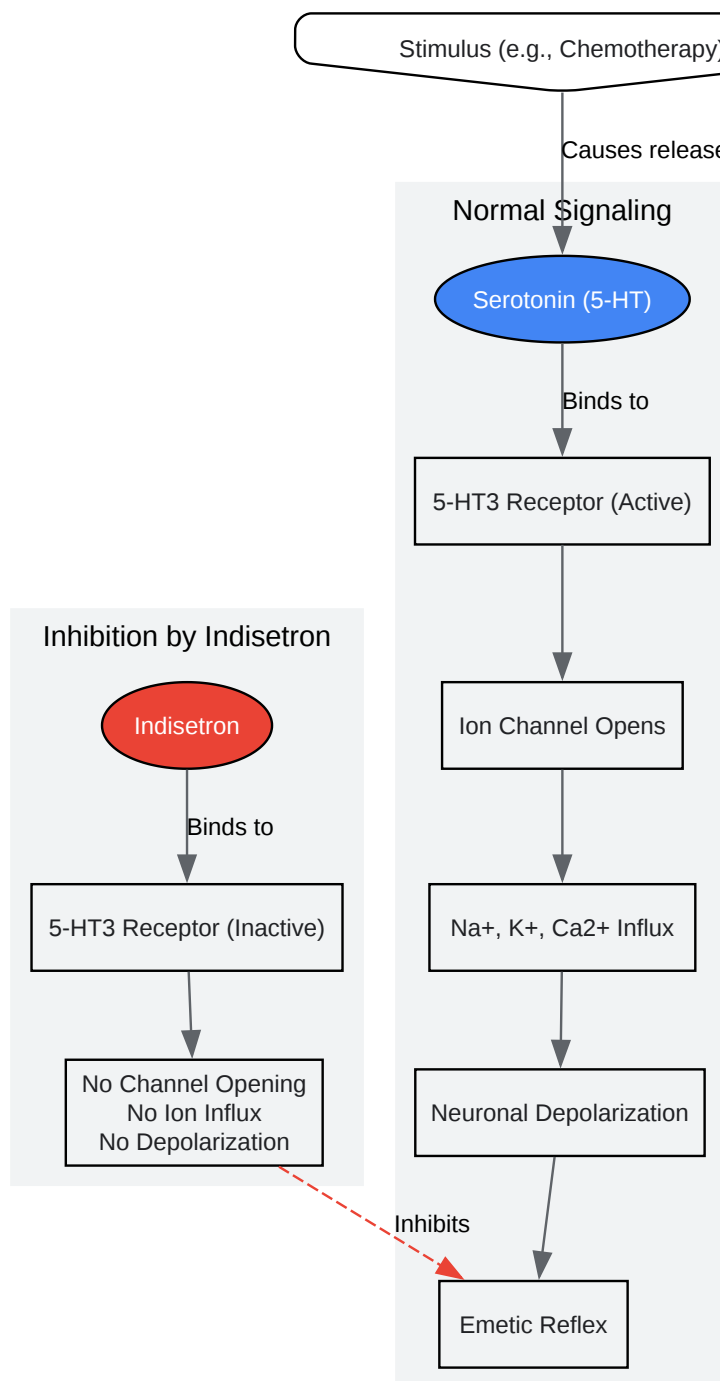 Stimulus (e.g., Chemotherapy)
Causes release
Normal Signaling
Serotonin (5-HT)
Binds to
5-HT3 Receptor (Active)
Ion Channel Opens
Na+, K+, Ca2+ Influx
Neuronal Depolarization
Emetic Reflex
Inhibition by Indisetron
Indisetron
Binds to
5-HT3 Receptor (Inactive)
No Channel Opening
No Ion Influx
No Depolarization
Inhibits